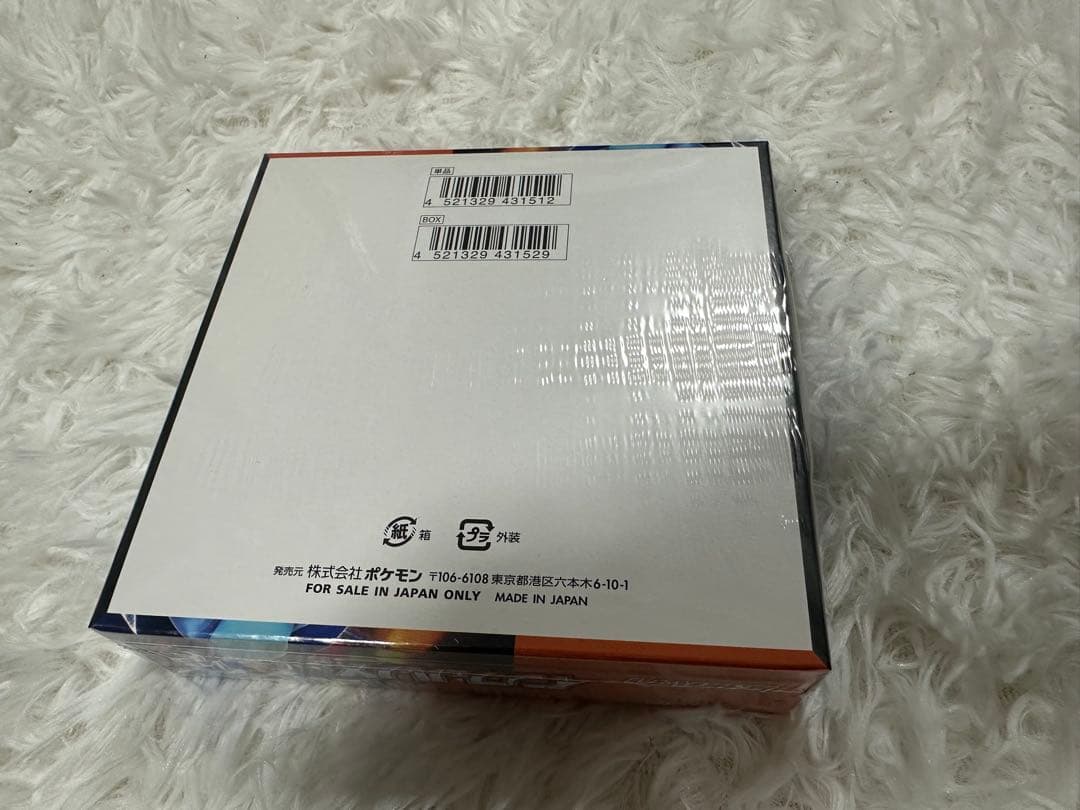 単品
4 521329 431512
BOX
4 521329 431529
紙 箱 プラ 外装
発売元 株式会社ポケモン 〒106-6108 東京都港区六本木6-10-1
FOR SALE IN JAPAN ONLY MADE IN JAPAN